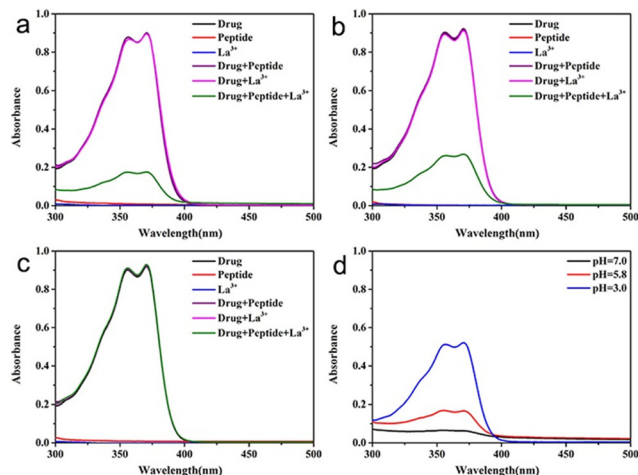 a
Drug
Peptide
La³⁺
Drug+Peptide
Drug+La³⁺
Drug+Peptide+La³⁺
Absorbance
0.9
0.8
0.6
0.4
0.2
0.0
300
350
400
450
500
Wavelength(nm)
b
Drug
Peptide
La³⁺
Drug+Peptide
Drug+La³⁺
Drug+Peptide+La³⁺
Absorbance
1.0
0.8
0.6
0.4
0.2
0.0
300
350
400
450
500
Wavelength(nm)
c
Drug
Peptide
La³⁺
Drug+Peptide
Drug+La³⁺
Drug+Peptide+La³⁺
Absorbance
1.0
0.8
0.6
0.4
0.2
0.0
300
350
400
450
500
Wavelength(nm)
d
pH=7.0
pH=5.8
pH=3.0
Absorbance
1.0
0.8
0.6
0.4
0.2
0.0
300
350
400
450
500
Wavelength(nm)